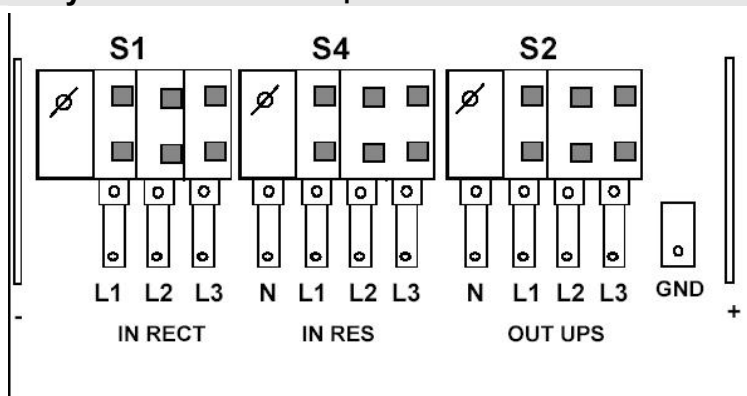 S1 S4 S2
L1 L2 L3 N L1 L2 L3 N L1 L2 L3 GND
- +
IN RECT IN RES OUT UPS